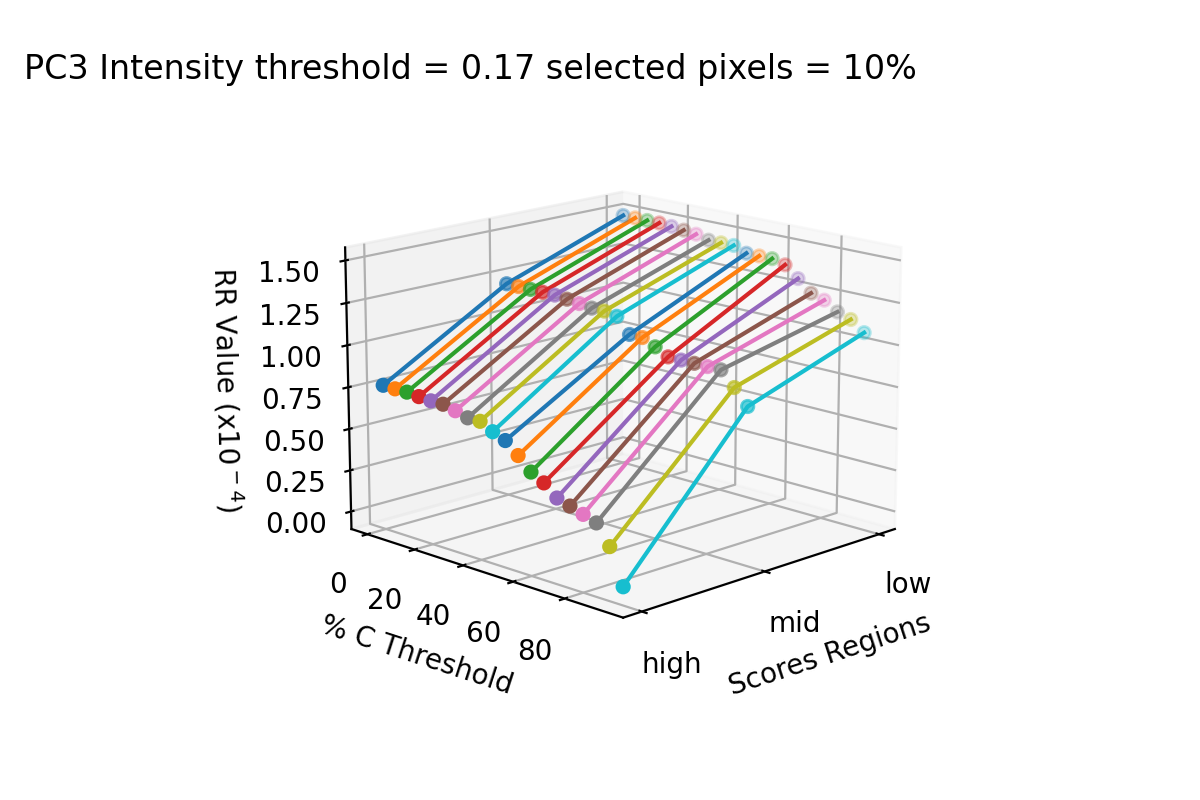 PC3 Intensity threshold = 0.17 selected pixels = 10%
RR Value (x10⁻⁴)
1.50
1.25
1.00
0.75
0.50
0.25
0.00
0
20
40
60
80
% C Threshold
high
mid
low
Scores Regions